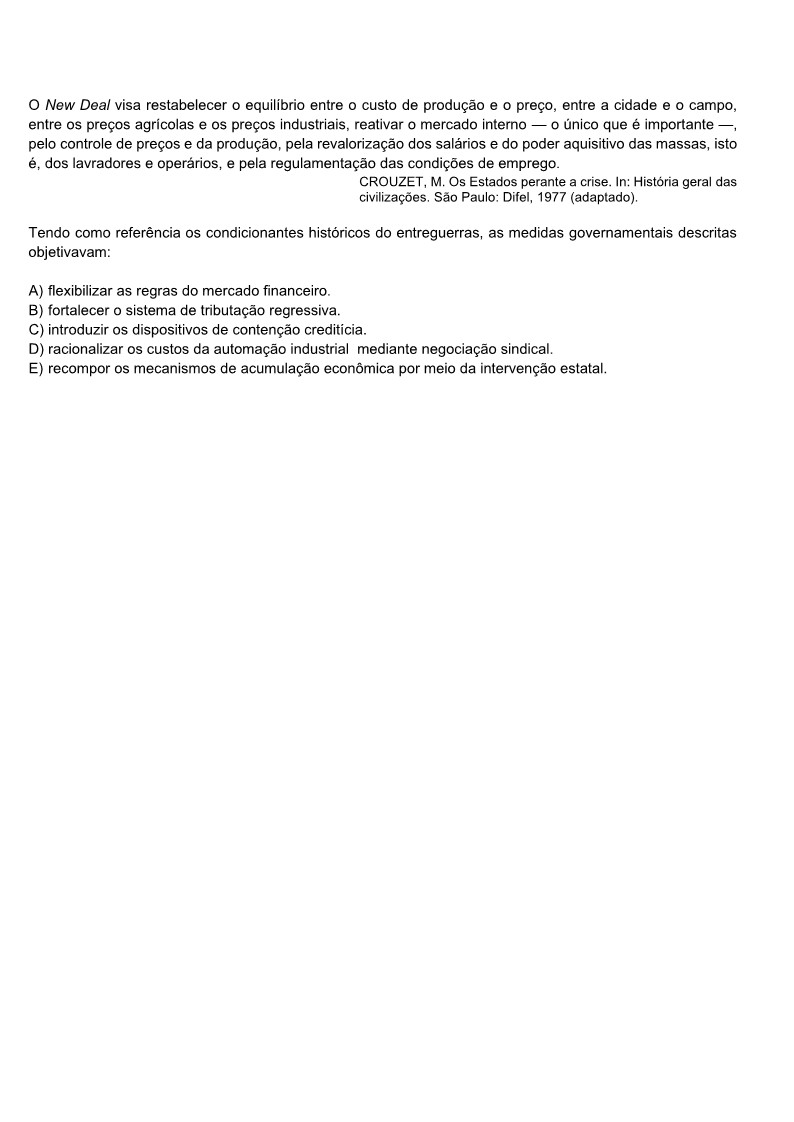 O New Deal visa restabelecer o equilíbrio entre o custo de produção e o preço, entre a cidade e o campo,
entre os preços agrícolas e os preços industriais, reativar o mercado interno — o único que é importante —,
pelo controle de preços e da produção, pela revalorização dos salários e do poder aquisitivo das massas, isto
é, dos lavradores e operários, e pela regulamentação das condições de emprego.
CROUZET, M. Os Estados perante a crise. In: História geral das
civilizações. São Paulo: Difel, 1977 (adaptado).
Tendo como referência os condicionantes históricos do entreguerras, as medidas governamentais descritas
objetivavam:
A) flexibilizar as regras do mercado financeiro.
B) fortalecer o sistema de tributação regressiva.
C) introduzir os dispositivos de contenção creditícia.
D) racionalizar os custos da automação industrial  mediante negociação sindical.
E) recompor os mecanismos de acumulação econômica por meio da intervenção estatal.